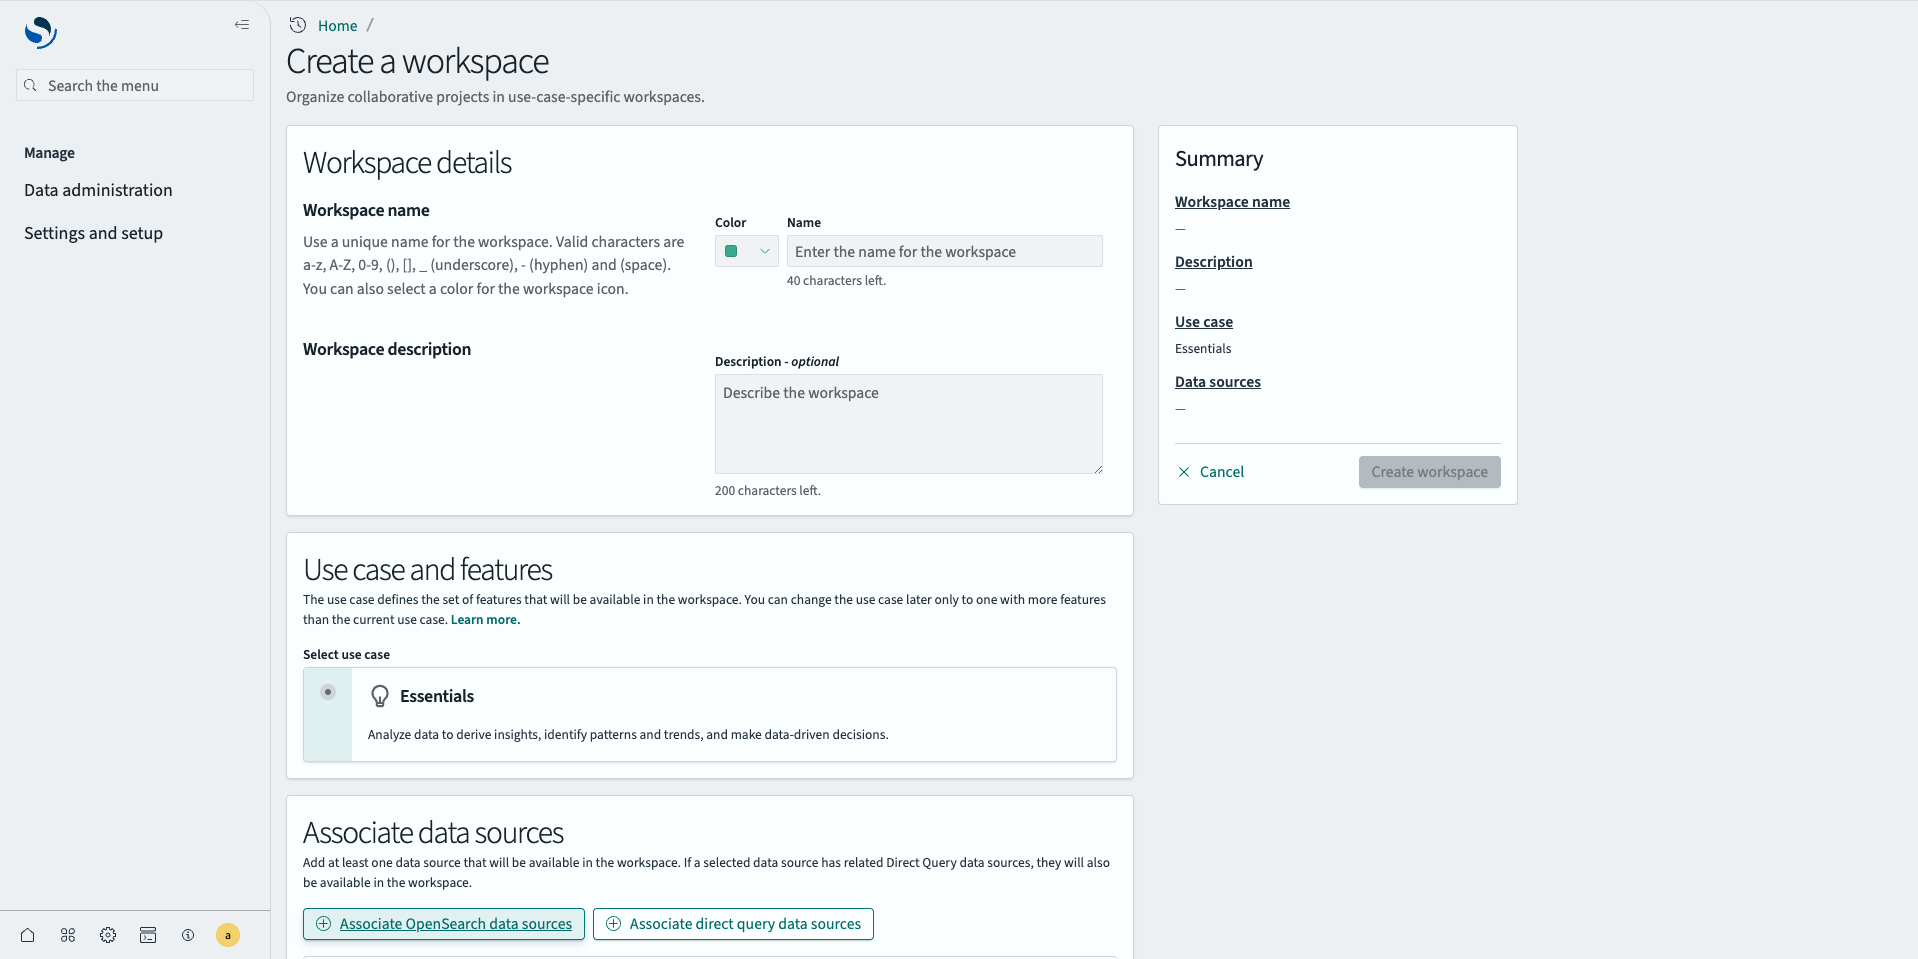 Home /
Create a workspace
Organize collaborative projects in use-case-specific workspaces.
Search the menu
Manage
Data administration
Settings and setup
a
Workspace details
Workspace name
Use a unique name for the workspace. Valid characters are
a-z, A-Z, 0-9, (), [], _ (underscore), - (hyphen) and (space).
You can also select a color for the workspace icon.
Color
Name
Enter the name for the workspace
40 characters left.
Workspace description
Description - optional
Describe the workspace
200 characters left.
Use case and features
The use case defines the set of features that will be available in the workspace. You can change the use case later only to one with more features
than the current use case. Learn more.
Select use case
Essentials
Analyze data to derive insights, identify patterns and trends, and make data-driven decisions.
Associate data sources
Add at least one data source that will be available in the workspace. If a selected data source has related Direct Query data sources, they will also
be available in the workspace.
Associate OpenSearch data sources
Associate direct query data sources
Summary
Workspace name
—
Description
—
Use case
Essentials
Data sources
—
Cancel
Create workspace